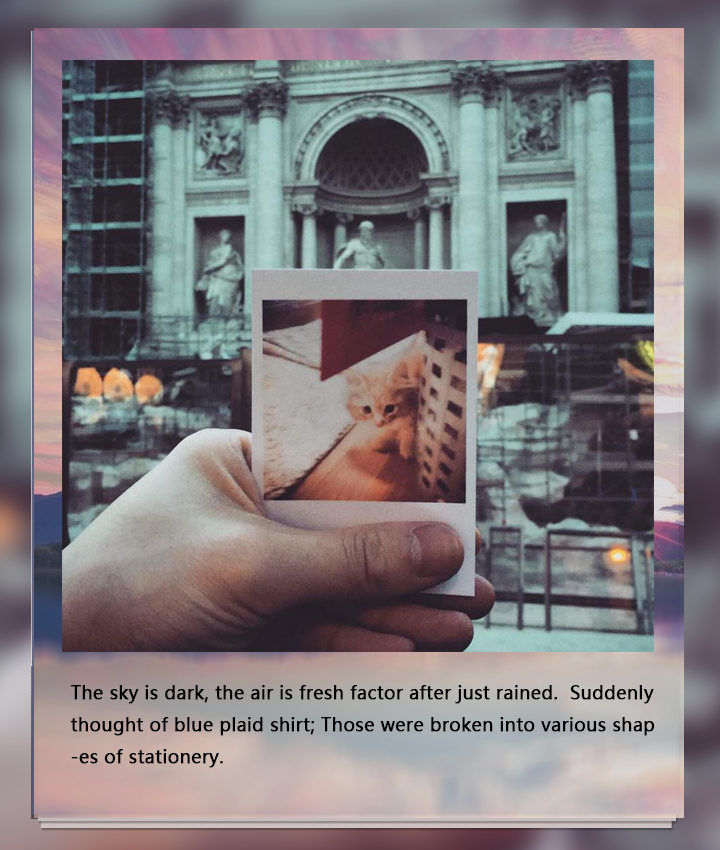 The sky is dark, the air is fresh factor after just rained.  Suddenly
thought of blue plaid shirt; Those were broken into various shap
-es of stationery.